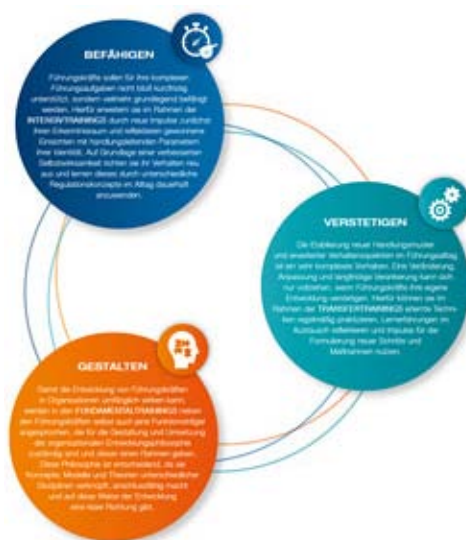 BEFÄHIGEN
Führungskräfte sollen für ihre komplexen
Führungsaufgaben nicht bloß kurzfristig
unterstützt, sondern vielmehr grundlegend befähigt
werden. Hierfür erweitern sie im Rahmen der
INTENSIVTRAININGS durch neue Impulse zunächst
ihren Erkenntnisraum und reflektieren gewonnene
Einsichten mit handlungsleitenden Parametern
ihrer Identität. Auf Grundlage einer verbesserten
Selbstwirksamkeit richten sie ihr Verhalten neu
aus und lernen dieses durch unterschiedliche
Regulationskonzepte im Alltag dauerhaft
anzuwenden.
VERSTETIGEN
Die Etablierung neuer Handlungsmuster
und erweiterter Verhaltensoptionen im Führungsalltag
ist ein sehr komplexes Vorhaben. Eine Veränderung,
Anpassung und langfristige Verankerung kann sich
nur vollziehen, wenn Führungskräfte ihre eigene
Entwicklung verstetigen. Hierfür können sie im
Rahmen der TRANSFERTRAININGS erlernte Techni-
ken regelmäßig praktizieren, Lernerfahrungen im
Austausch reflektieren und Impulse für die
Formulierung neuer Schritte und
Maßnahmen nutzen.
GESTALTEN
Damit die Entwicklung von Führungskräften
in Organisationen umfänglich wirken kann,
werden in den FUNDAMENTALTRAININGS neben
den Führungskräften selbst auch jene Funktionsträger
angesprochen, die für die Gestaltung und Umsetzung
der organisationalen Entwicklungsphilosophie
zuständig sind und dieser einen Rahmen geben.
Diese Philosophie ist entscheidend, da sie
Konzepte, Modelle und Theorien unterschiedlicher
Disziplinen verknüpft, anschlussfähig macht
und auf diese Weise der Entwicklung
eine klare Richtung gibt.